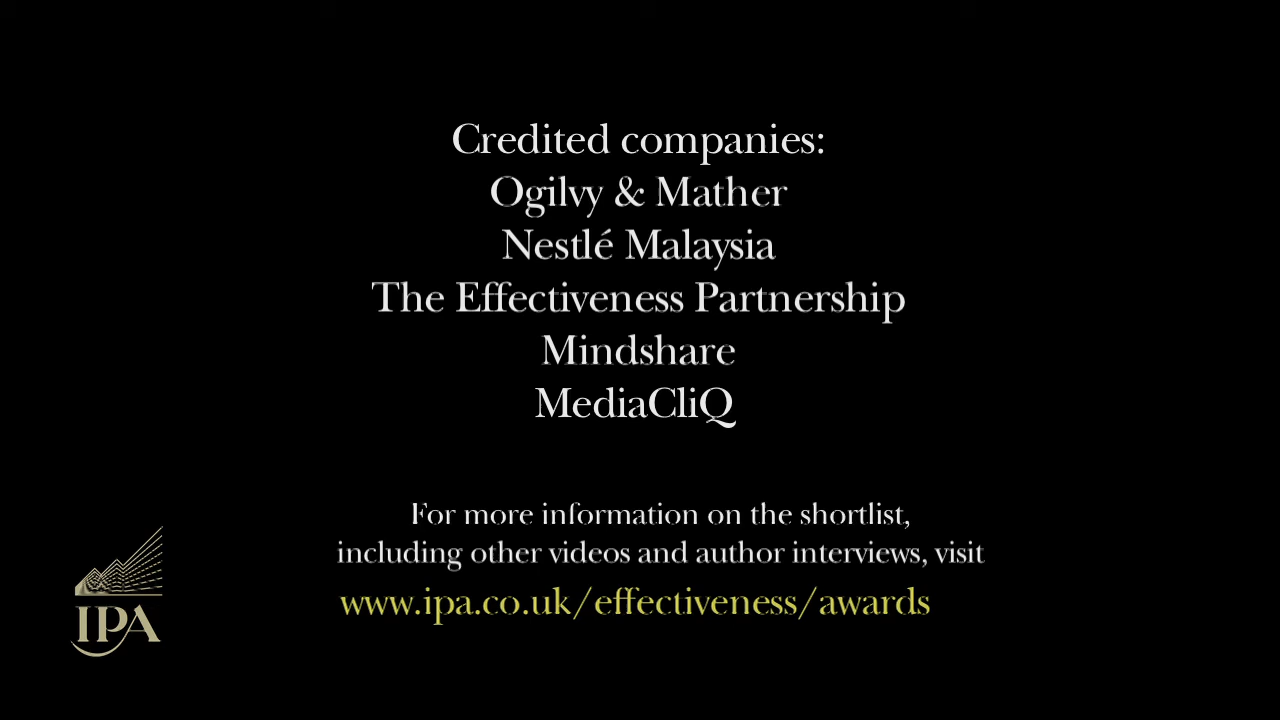 Credited companies:
Ogilvy & Mather
Nestlé Malaysia
The Effectiveness Partnership
Mindshare
MediaCliQ
For more information on the shortlist,
including other videos and author interviews, visit
www.ipa.co.uk/effectiveness/awards
IPA